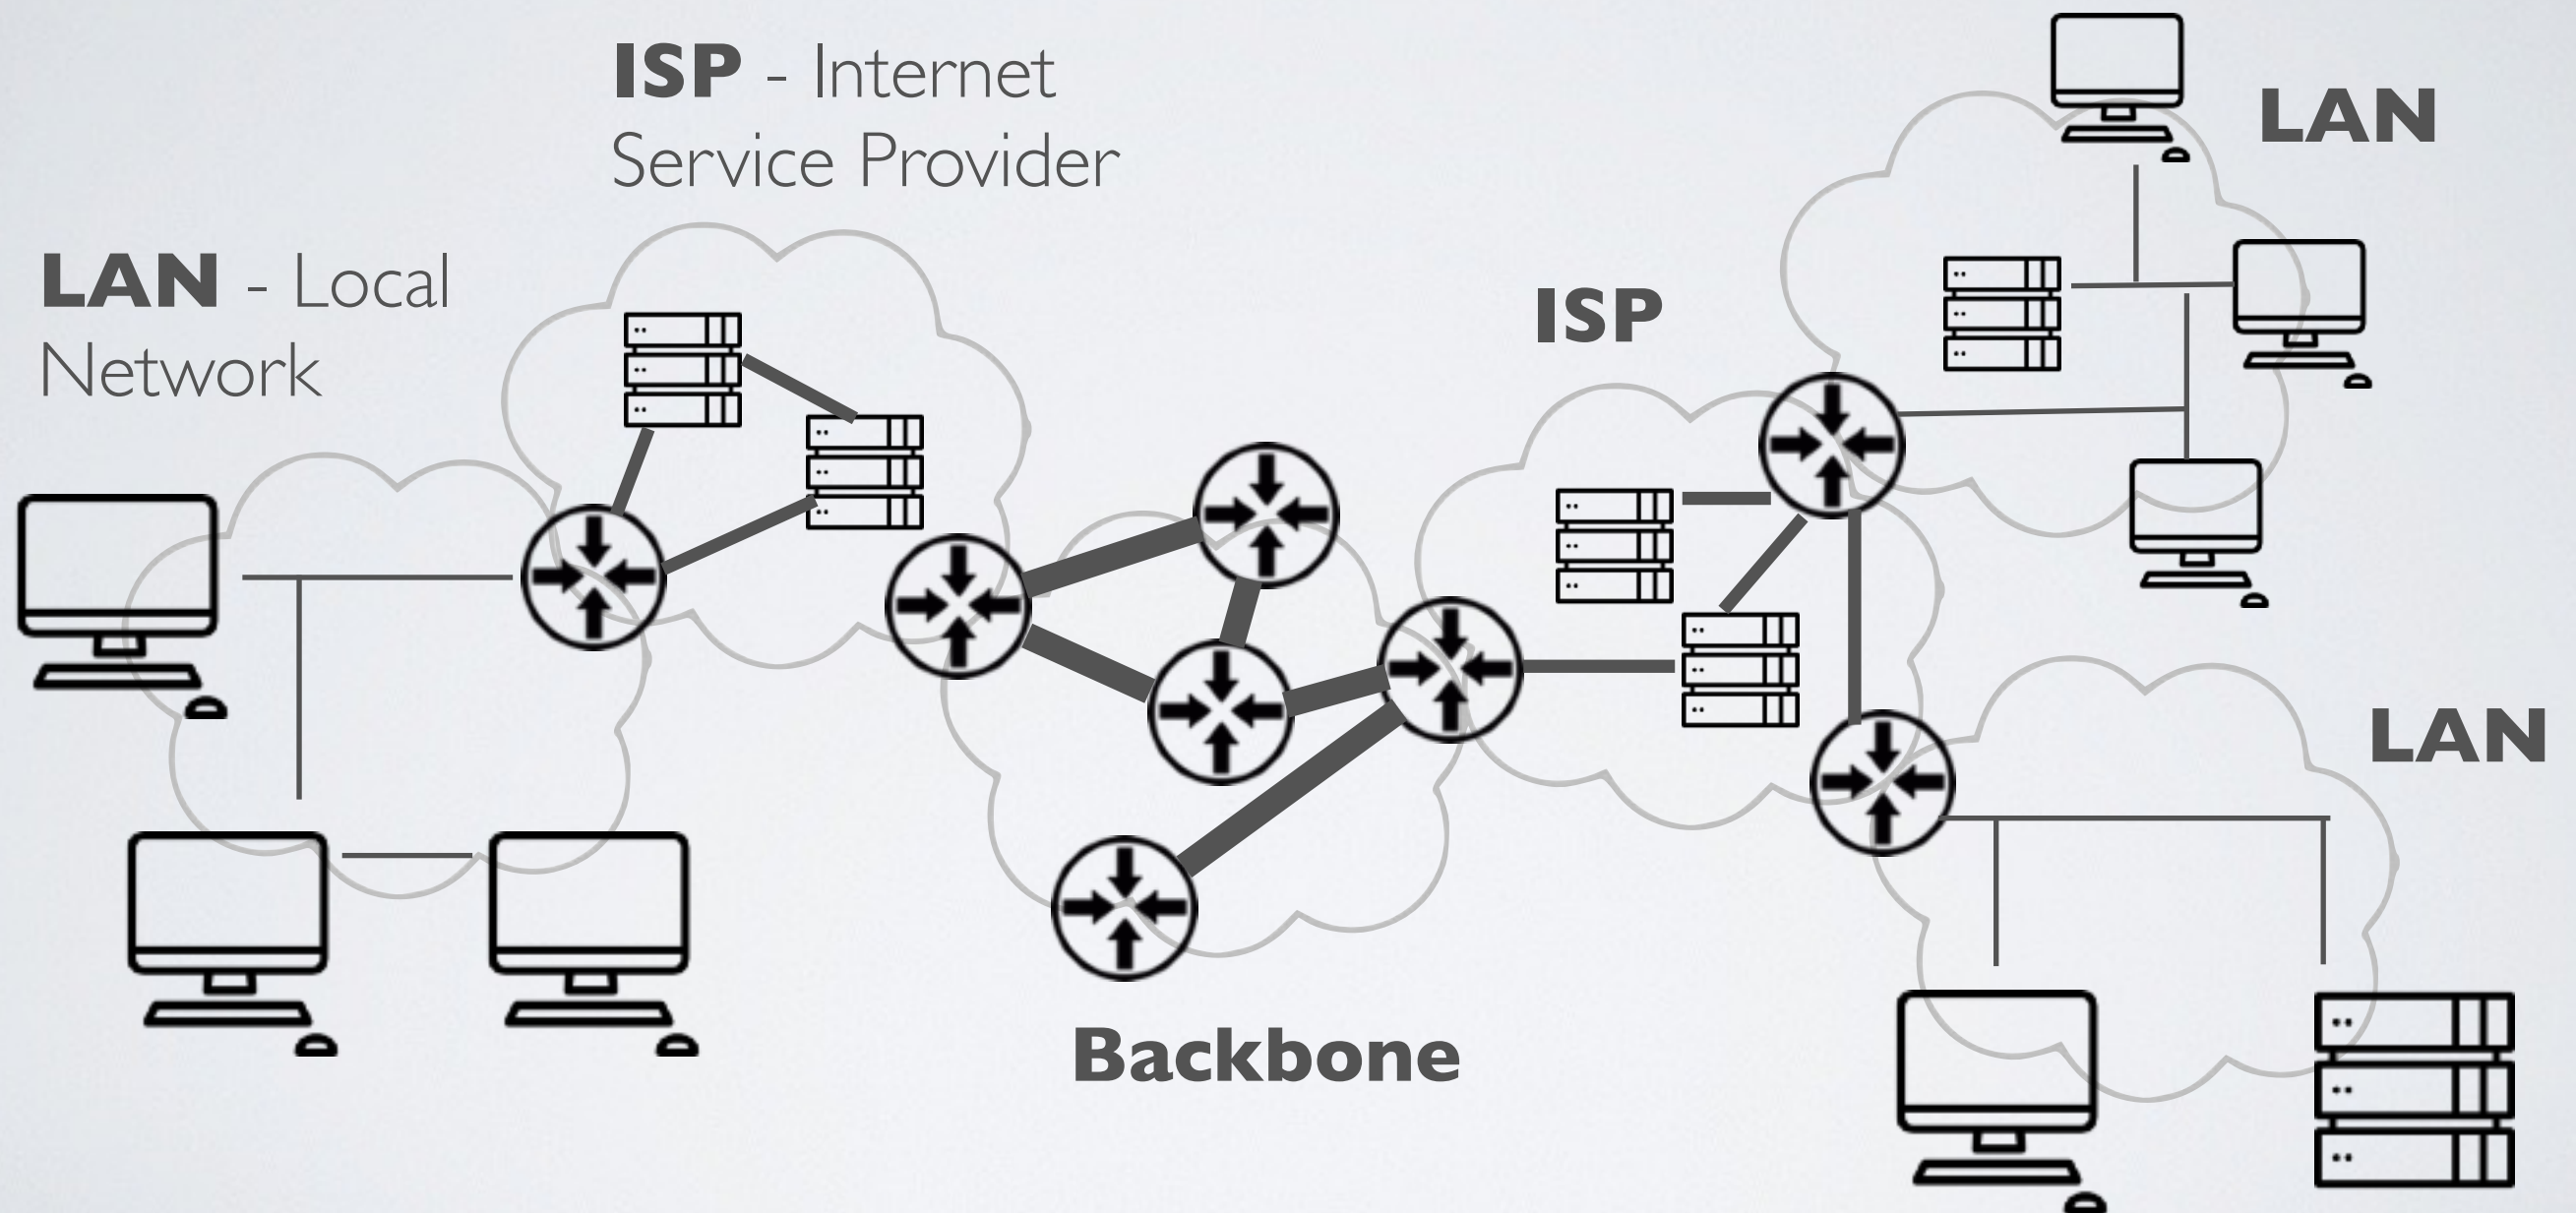 ISP - Internet
Service Provider
LAN
LAN - Local
Network
ISP
LAN
Backbone